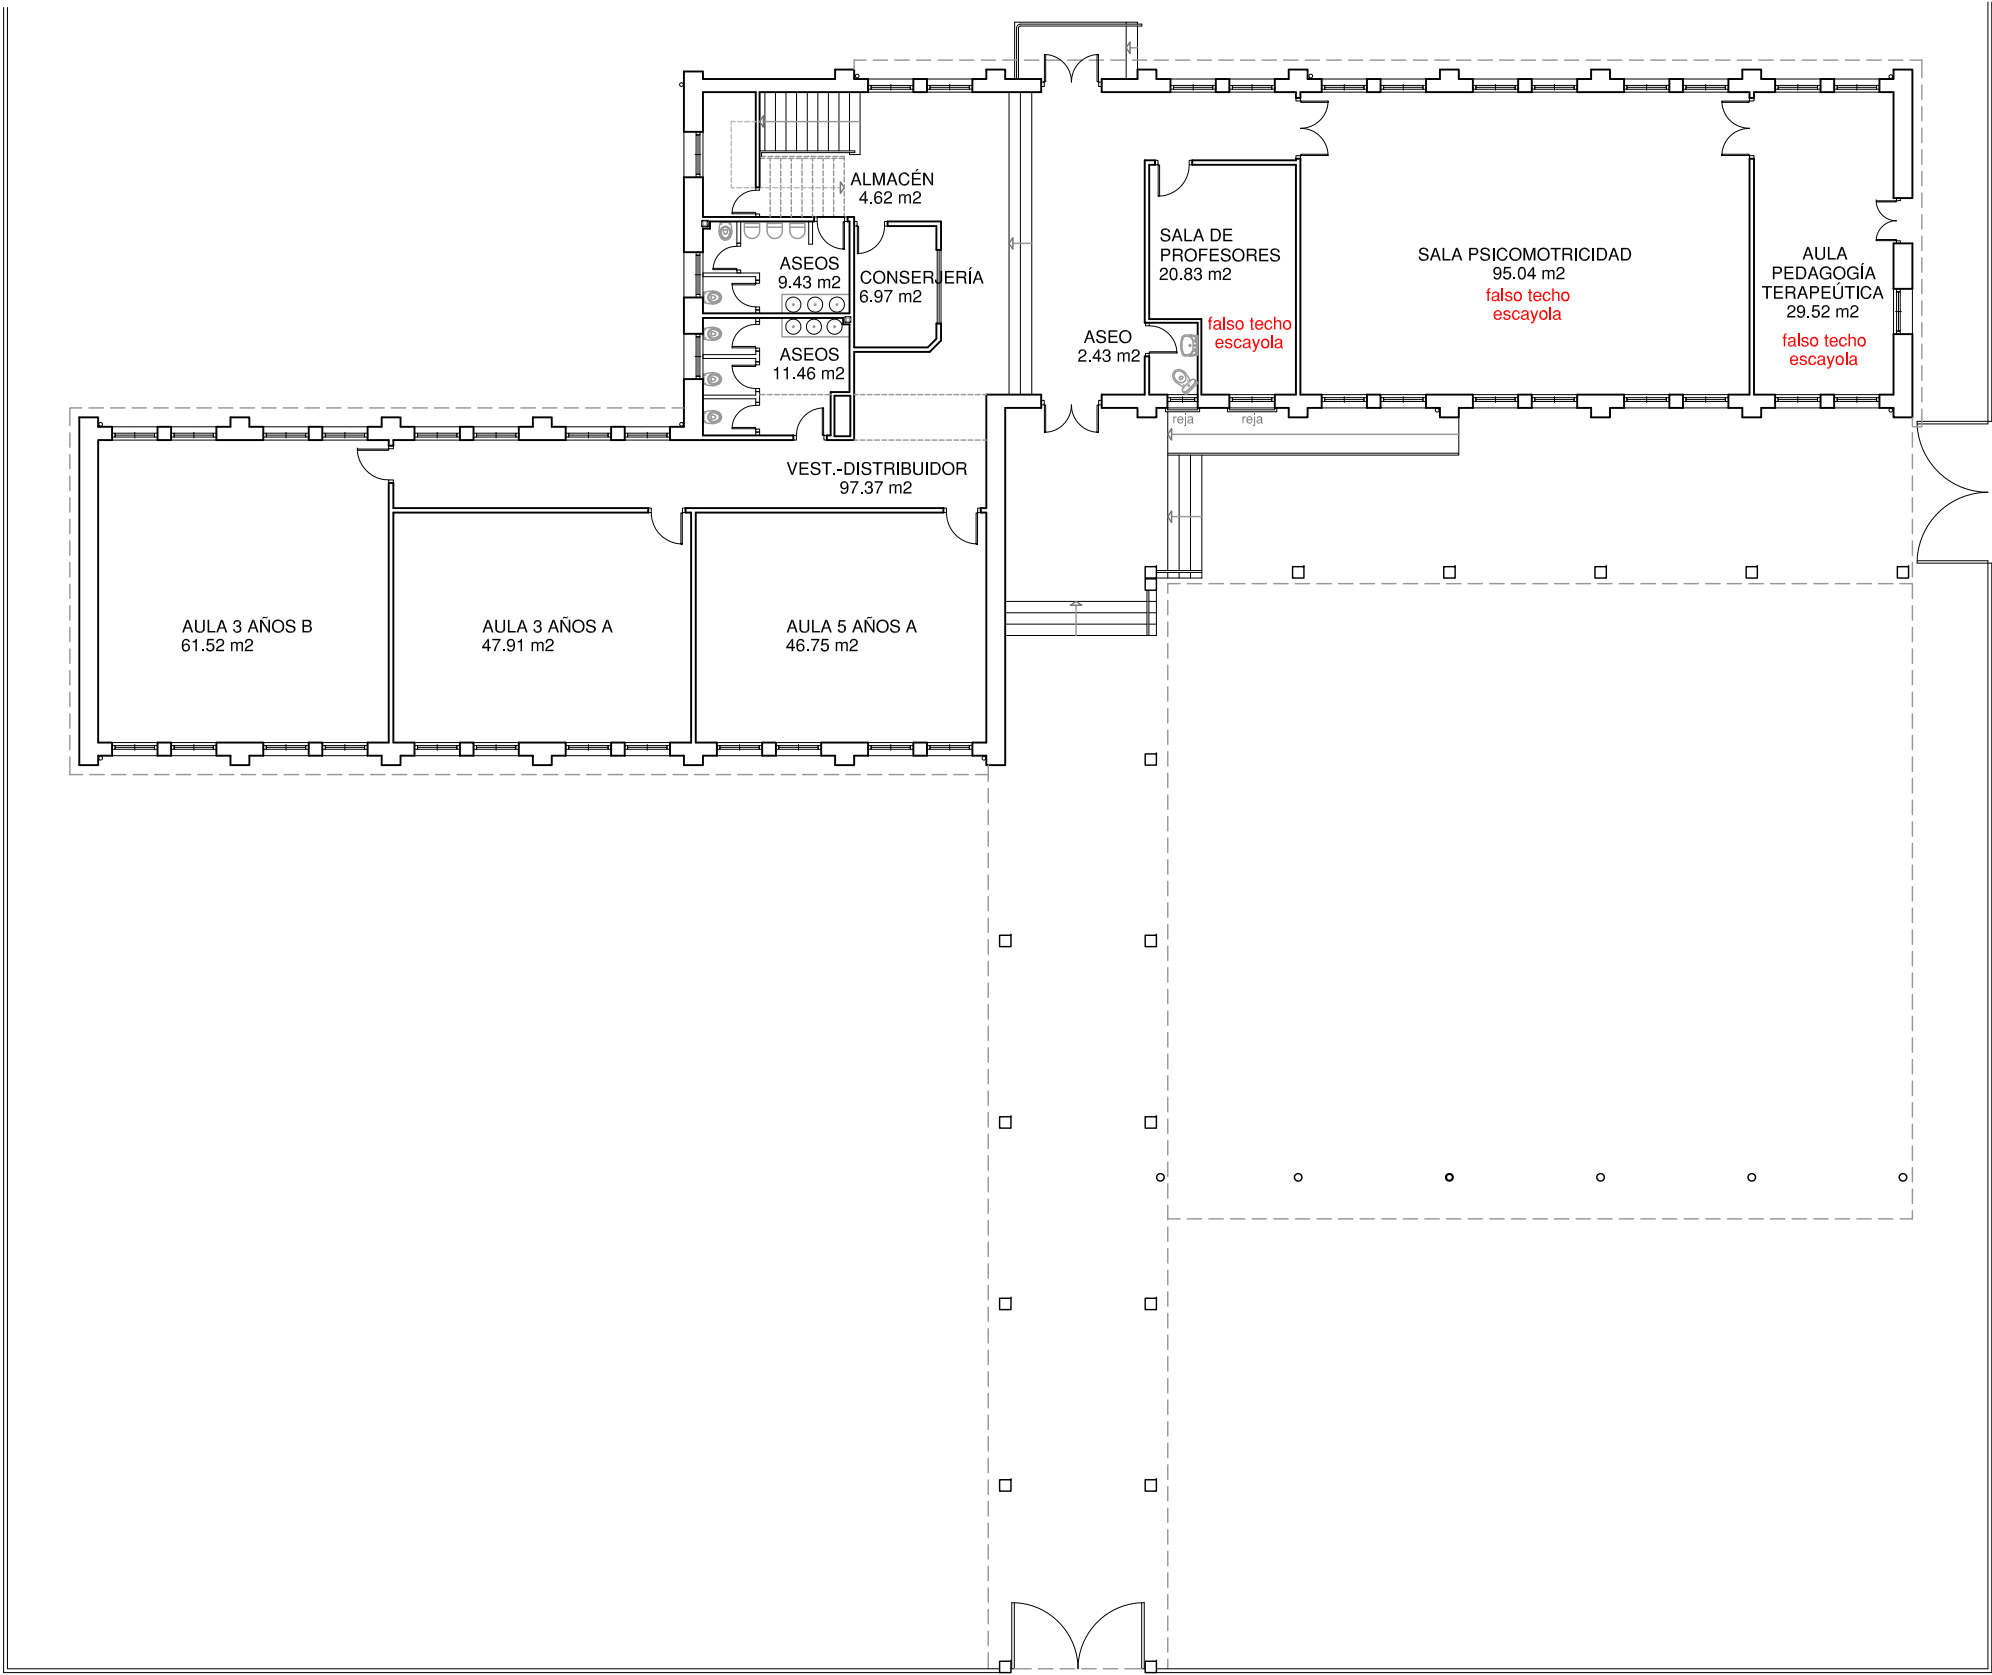 ALMACÉN
4.62 m2
ASEOS
9.43 m2
CONSERJERÍA
6.97 m2
ASEOS
11.46 m2
ASEO
2.43 m2
SALA DE
PROFESORES
20.83 m2
falso techo
escayola
SALA PSICOMOTRICIDAD
95.04 m2
falso techo
escayola
AULA
PEDAGOGÍA
TERAPEÚTICA
29.52 m2
falso techo
escayola
reja
reja
VEST.-DISTRIBUIDOR
97.37 m2
AULA 3 AÑOS B
61.52 m2
AULA 3 AÑOS A
47.91 m2
AULA 5 AÑOS A
46.75 m2